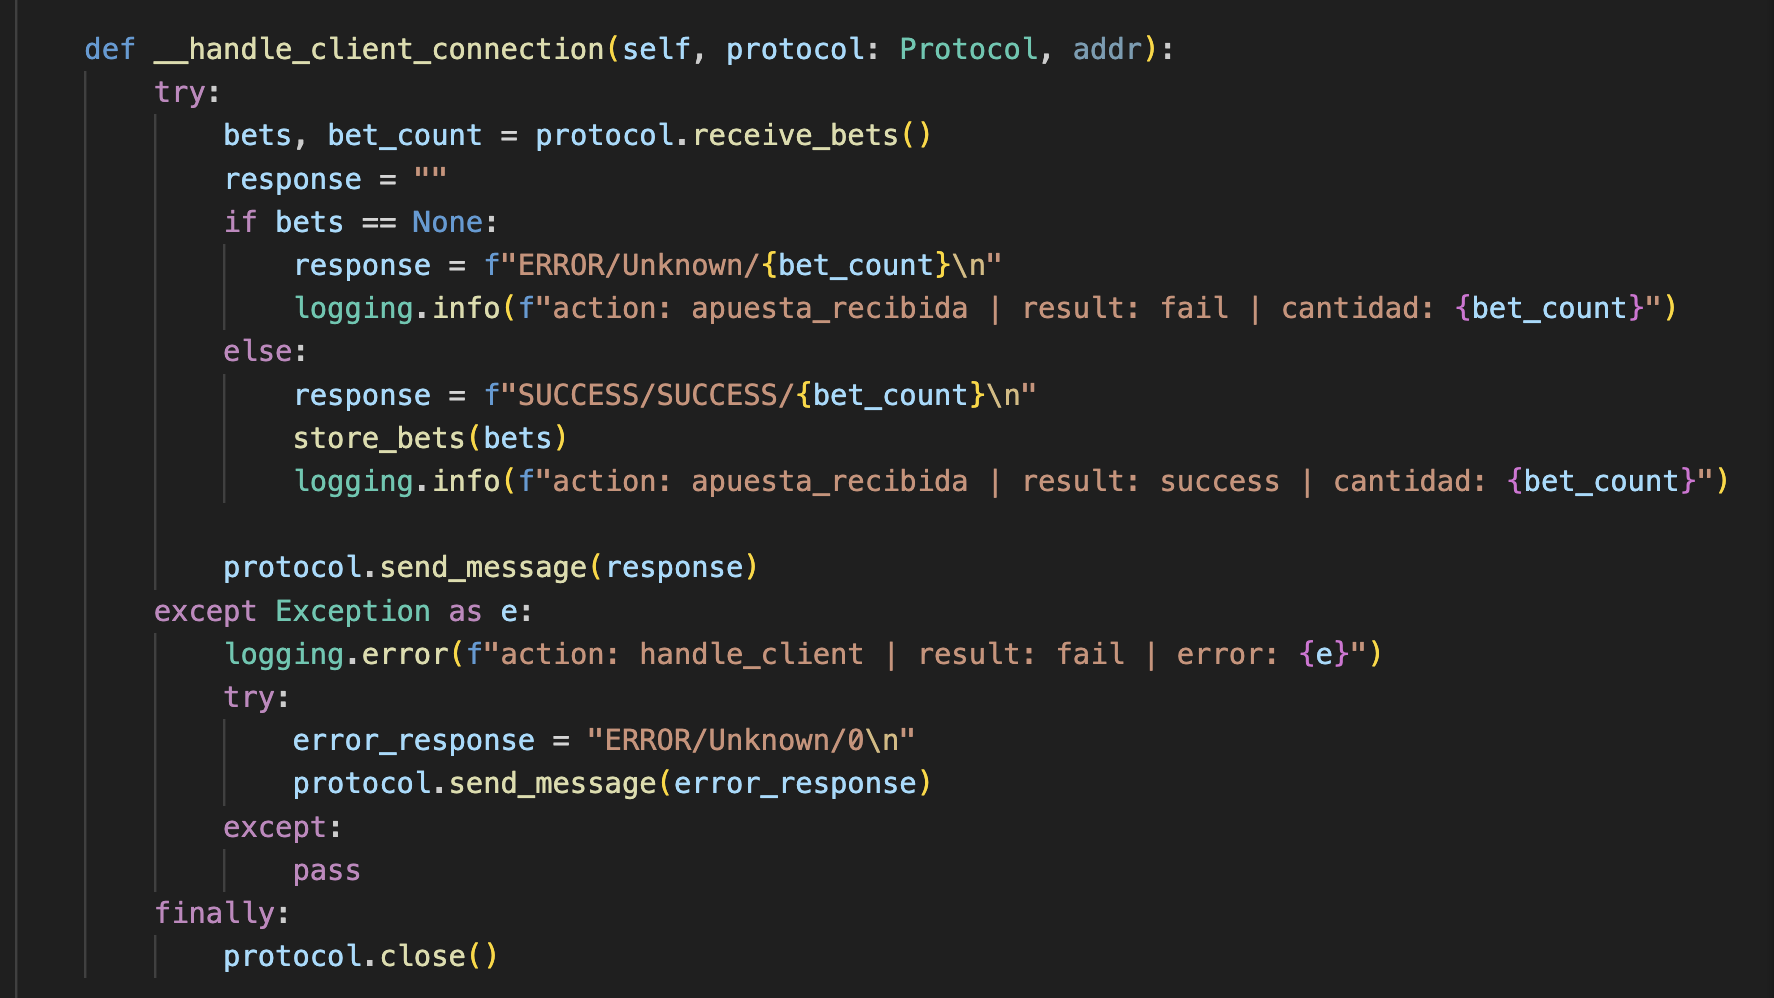 def __handle_client_connection(self, protocol: Protocol, addr):
    try:
        bets, bet_count = protocol.receive_bets()
        response = ""
        if bets == None:
            response = f"ERROR/Unknown/{bet_count}\n"
            logging.info(f"action: apuesta_recibida | result: fail | cantidad: {bet_count}")
        else:
            response = f"SUCCESS/SUCCESS/{bet_count}\n"
            store_bets(bets)
            logging.info(f"action: apuesta_recibida | result: success | cantidad: {bet_count}")

        protocol.send_message(response)
    except Exception as e:
        logging.error(f"action: handle_client | result: fail | error: {e}")
        try:
            error_response = "ERROR/Unknown/0\n"
            protocol.send_message(error_response)
        except:
            pass
    finally:
        protocol.close()